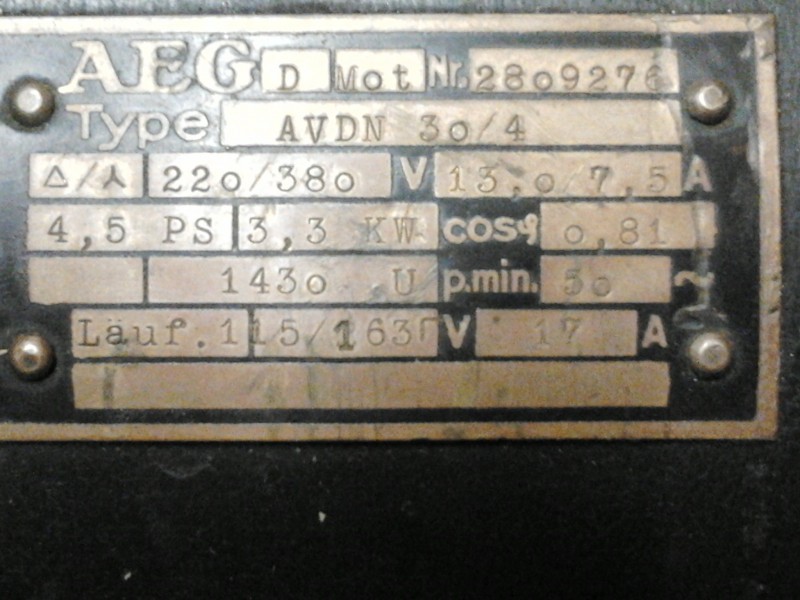 AEG D Mot Nr. 2809276
Type AVDN 30/4
△/⅄ 220/380 V 13,0/7,5 A
4,5 PS 3,3 KW cosφ 0,81
1430 U p.min. 50 ~
Läuf. 115/163 V 17 A